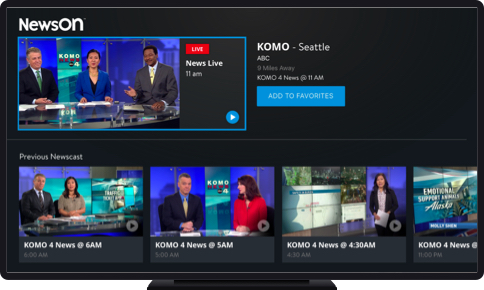 NEWSON
KOMO
4
LIVE
News Live
11 am
KOMO - Seattle
ABC
9 Miles Away
KOMO 4 News @ 11 AM
ADD TO FAVORITES
Previous Newscast
TRAFFIC
KOMO
4
EMOTIONAL
SUPPORT ANIMALS
Alaska
MOLLY SHEN
KOMO 4 News @ 6AM
6:00 AM
KOMO 4 News @ 5AM
5:00 AM
KOMO 4 News @ 4:30AM
4:30 AM
KOMO 4 News
11:00 PM